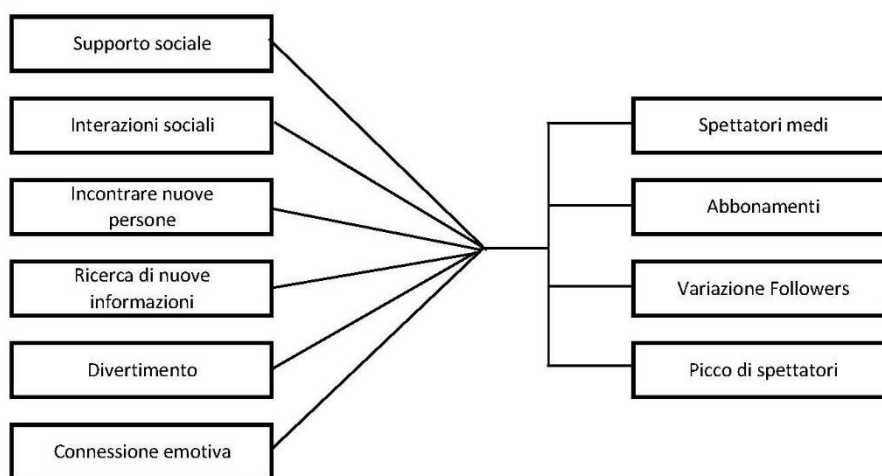 Supporto sociale
Interazioni sociali
Incontrare nuove
persone
Ricerca di nuove
informazioni
Divertimento
Connessione emotiva
Spettatori medi
Abbonamenti
Variazione Followers
Picco di spettatori